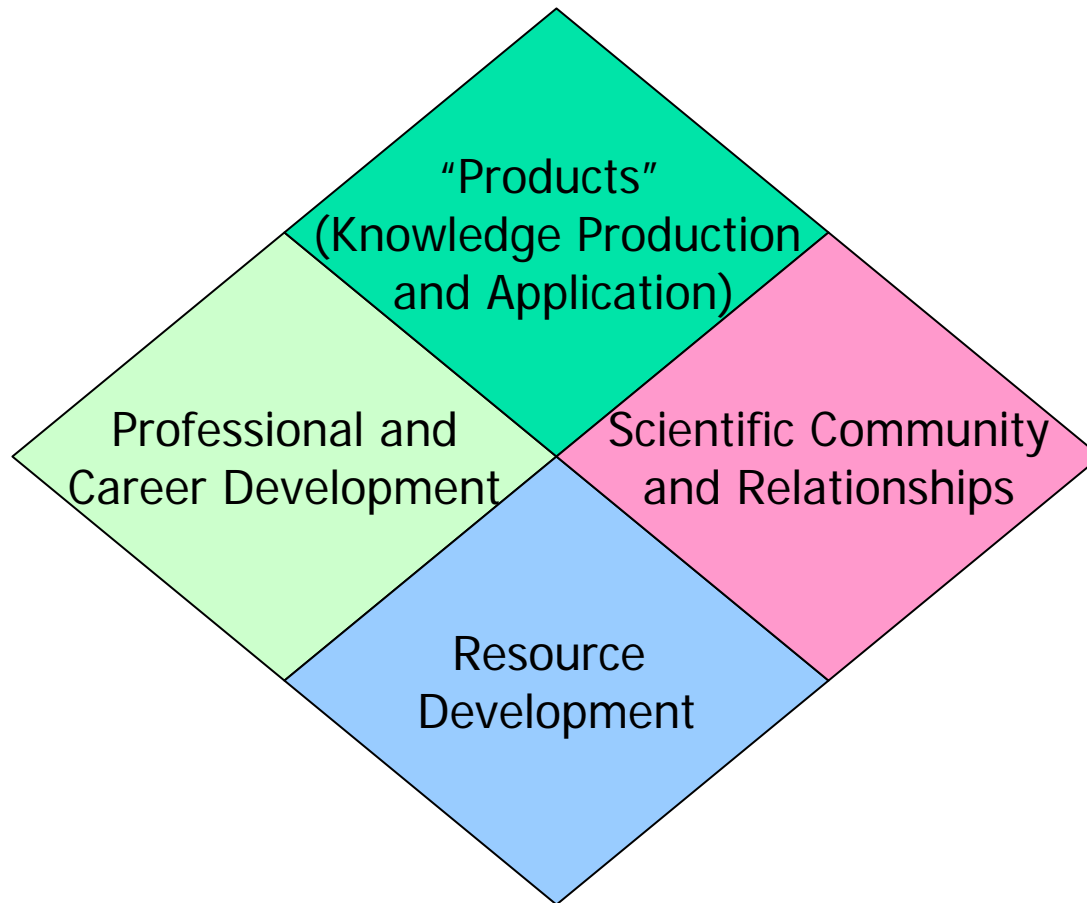 “Products”
(Knowledge Production
and Application)
Professional and
Career Development
Scientific Community
and Relationships
Resource
Development